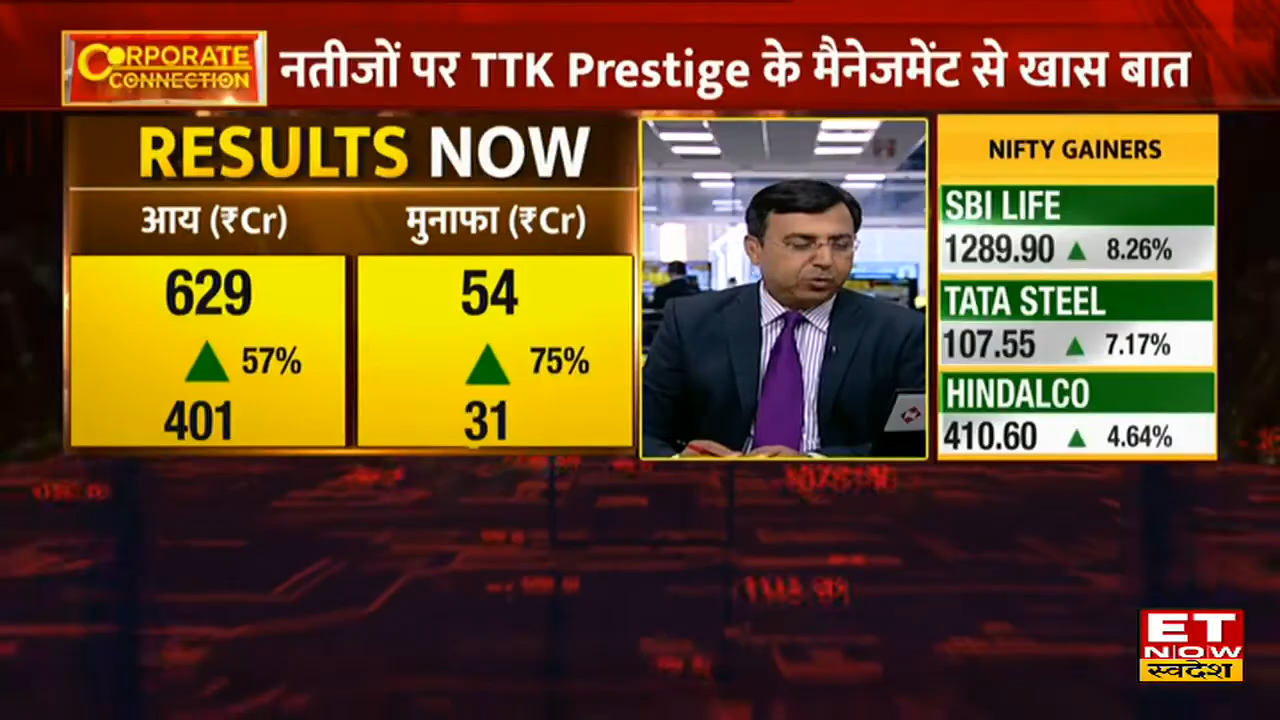 CORPORATE
CONNECTION
नतीजों पर TTK Prestige के मैनेजमेंट से खास बात
RESULTS NOW
आय (₹Cr)
मुनाफा (₹Cr)
629
▲ 57%
401
54
▲ 75%
31
NIFTY GAINERS
SBI LIFE
1289.90 ▲ 8.26%
TATA STEEL
107.55 ▲ 7.17%
HINDALCO
410.60 ▲ 4.64%
ET
NOW
स्वदेश